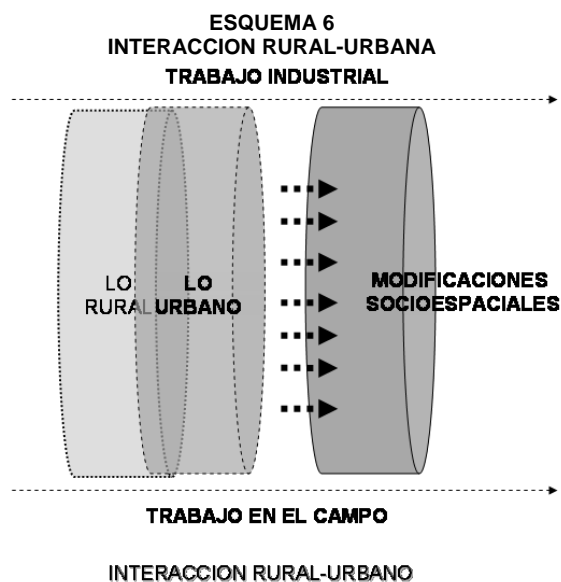 ESQUEMA 6
INTERACCION RURAL-URBANA
TRABAJO INDUSTRIAL
LO
RURAL
LO
URBANO
MODIFICACIONES
SOCIOESPACIALES
TRABAJO EN EL CAMPO
INTERACCION RURAL-URBANO